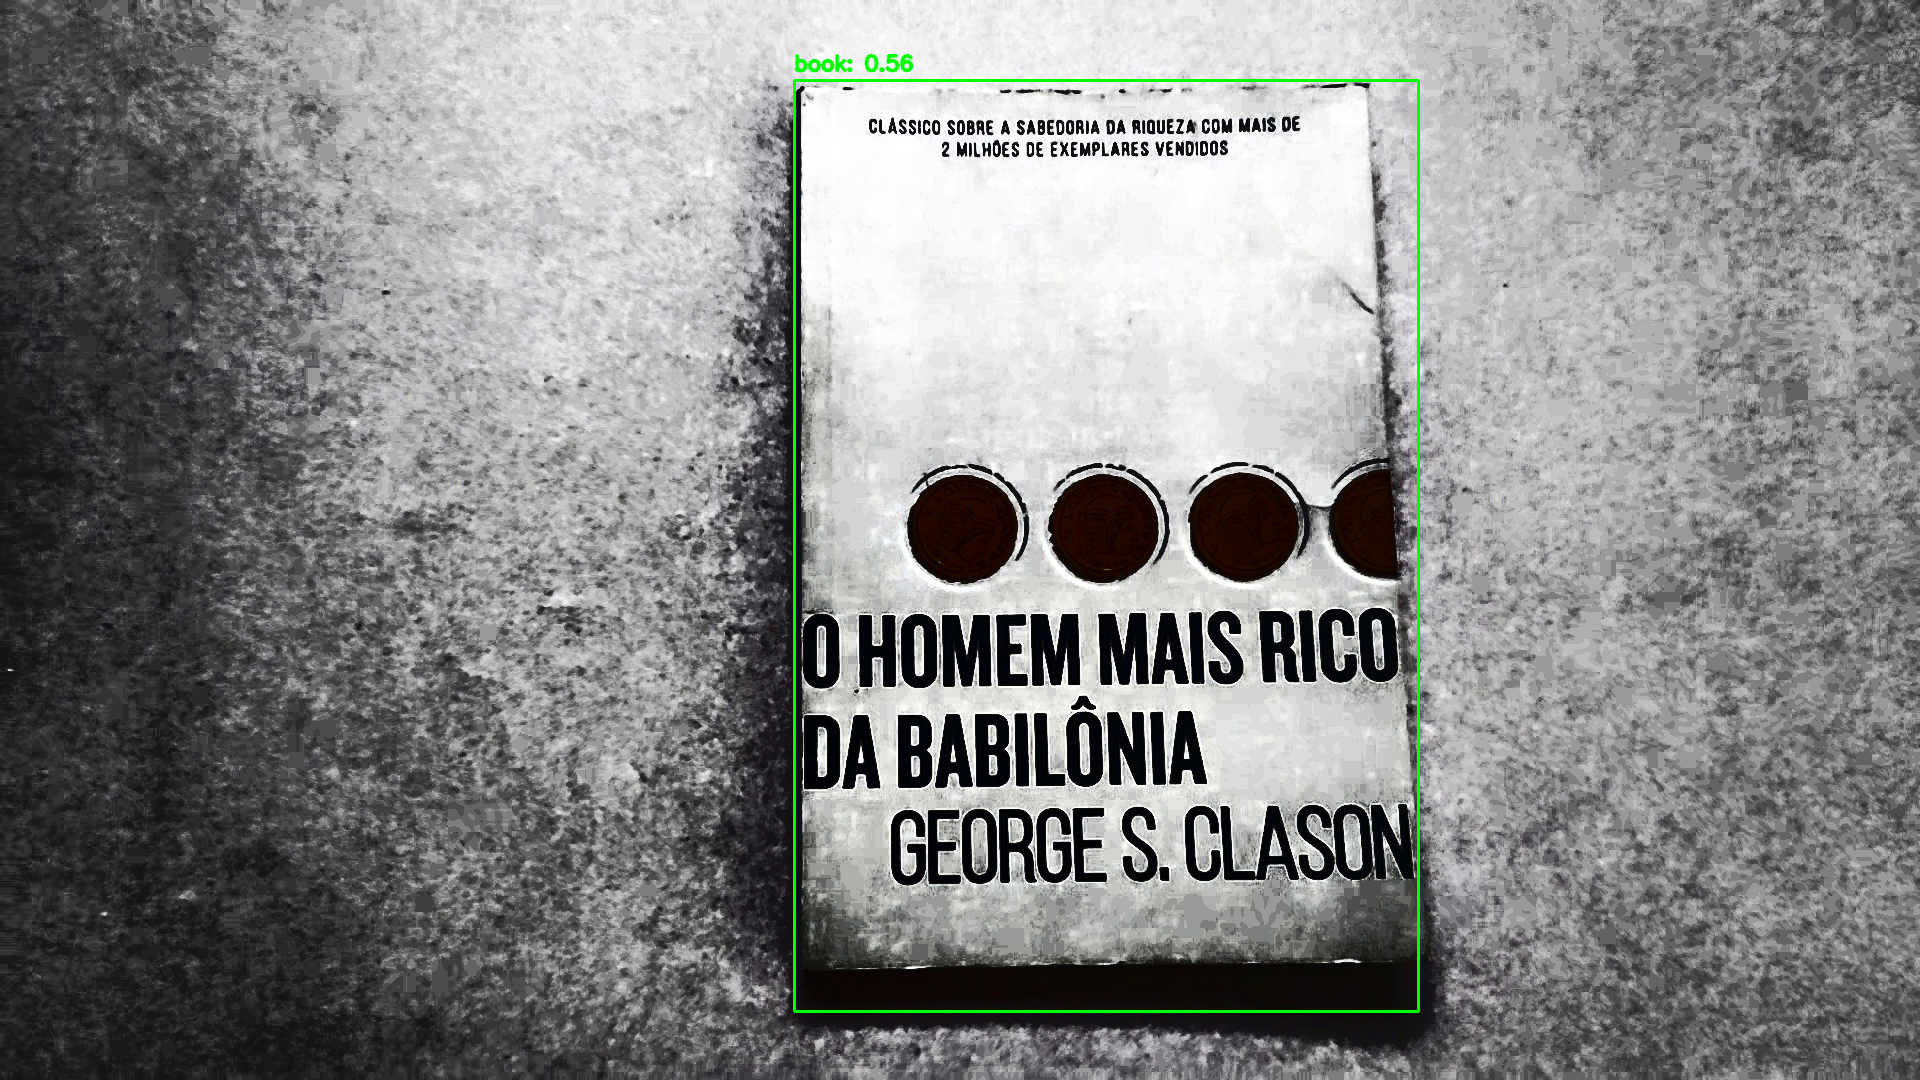 book: 0.56
CLÁSSICO SOBRE A SABEDORIA DA RIQUEZA COM MAIS DE
2 MILHÕES DE EXEMPLARES VENDIDOS
O HOMEM MAIS RICO
DA BABILÔNIA
GEORGE S. CLASON